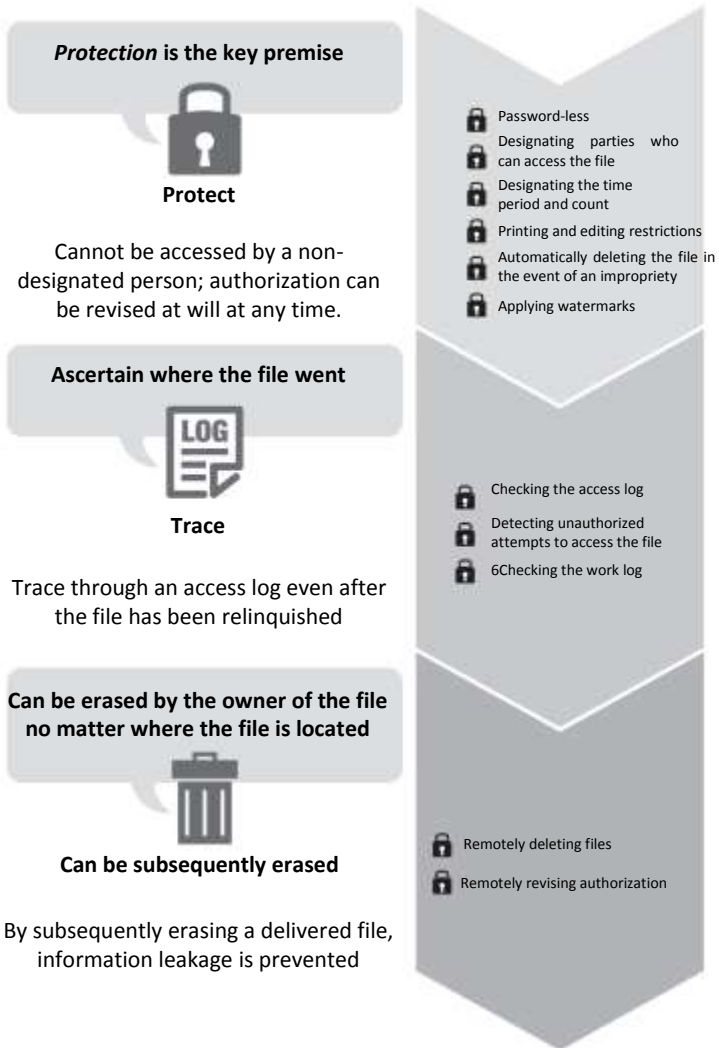 Protection is the key premise
Protect
Cannot be accessed by a non-
designated person; authorization can
be revised at will at any time.
Password-less
Designating parties who
can access the file
Designating the time
period and count
Printing and editing restrictions
Automatically deleting the file in
the event of an impropriety
Applying watermarks
Ascertain where the file went
LOG
Trace
Trace through an access log even after
the file has been relinquished
Checking the access log
Detecting unauthorized
attempts to access the file
6Checking the work log
Can be erased by the owner of the file
no matter where the file is located
Can be subsequently erased
By subsequently erasing a delivered file,
information leakage is prevented
Remotely deleting files
Remotely revising authorization